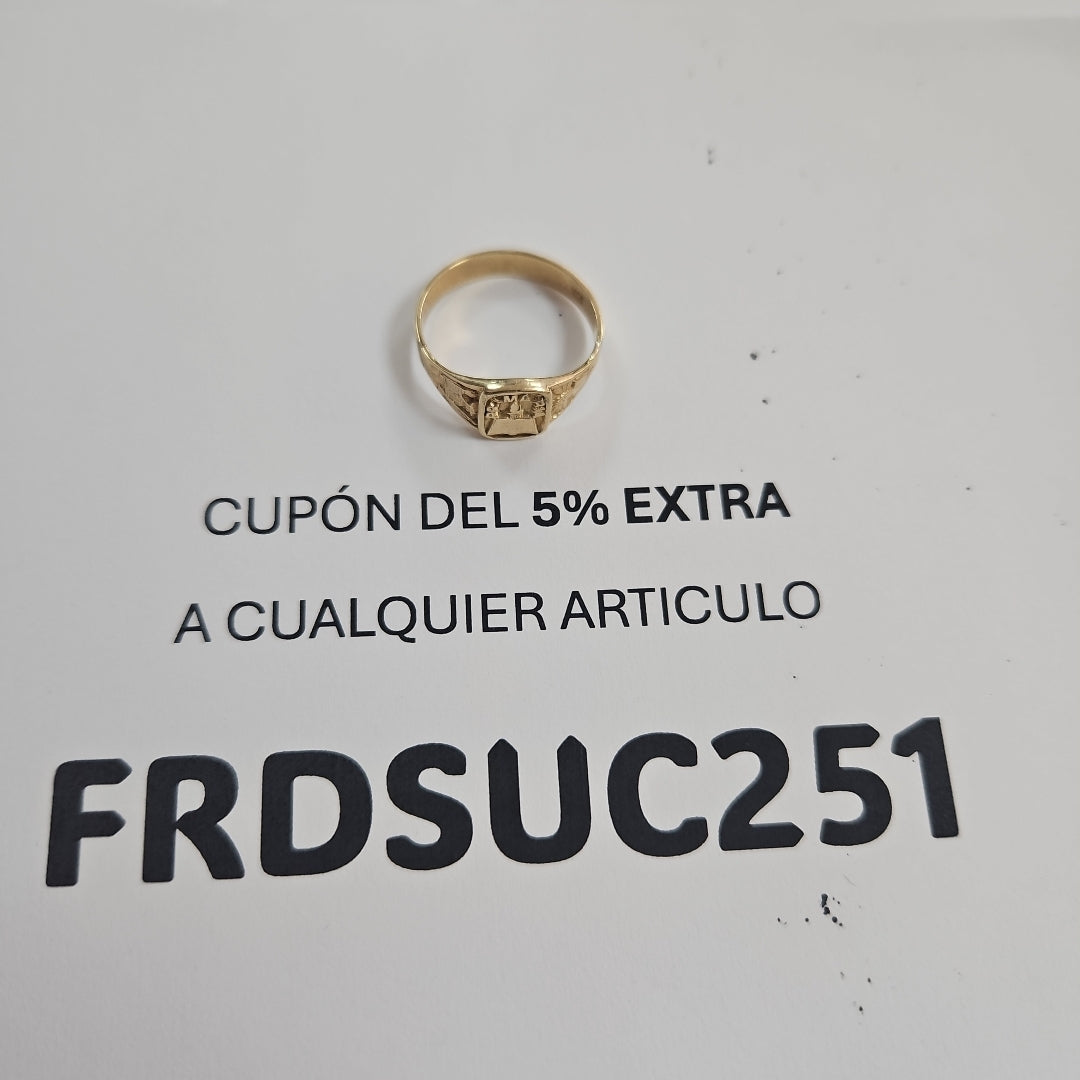 CUPÓN DEL 5% EXTRA
A CUALQUIER ARTICULO
FRDSUC251